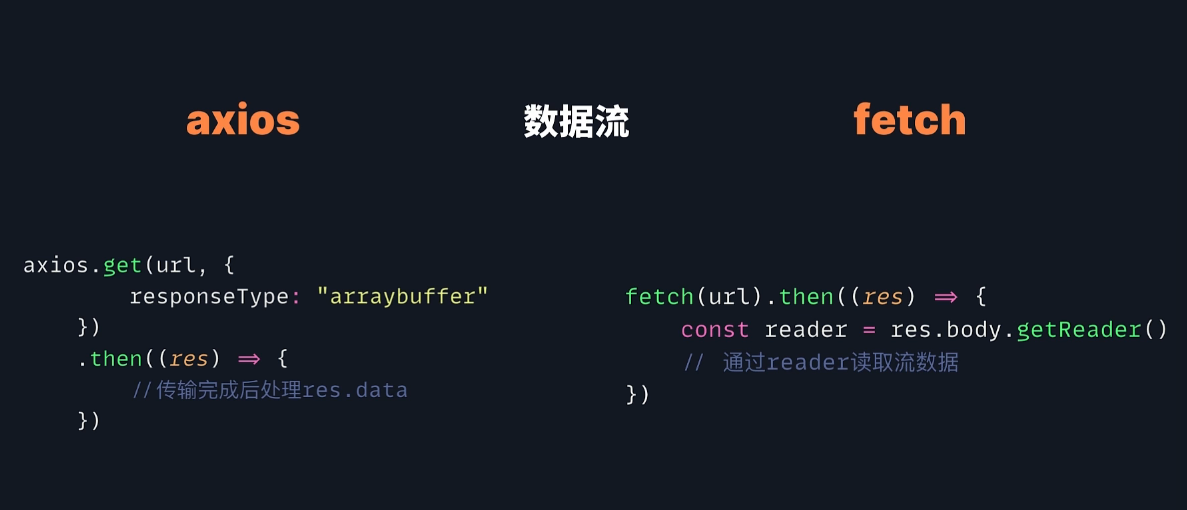 axios 数据流 fetch
axios.get(url, {
responseType: "arraybuffer"
})
.then((res) => {
//传输完成后处理res.data
})
fetch(url).then((res) => {
const reader = res.body.getReader()
// 通过reader读取流数据
})